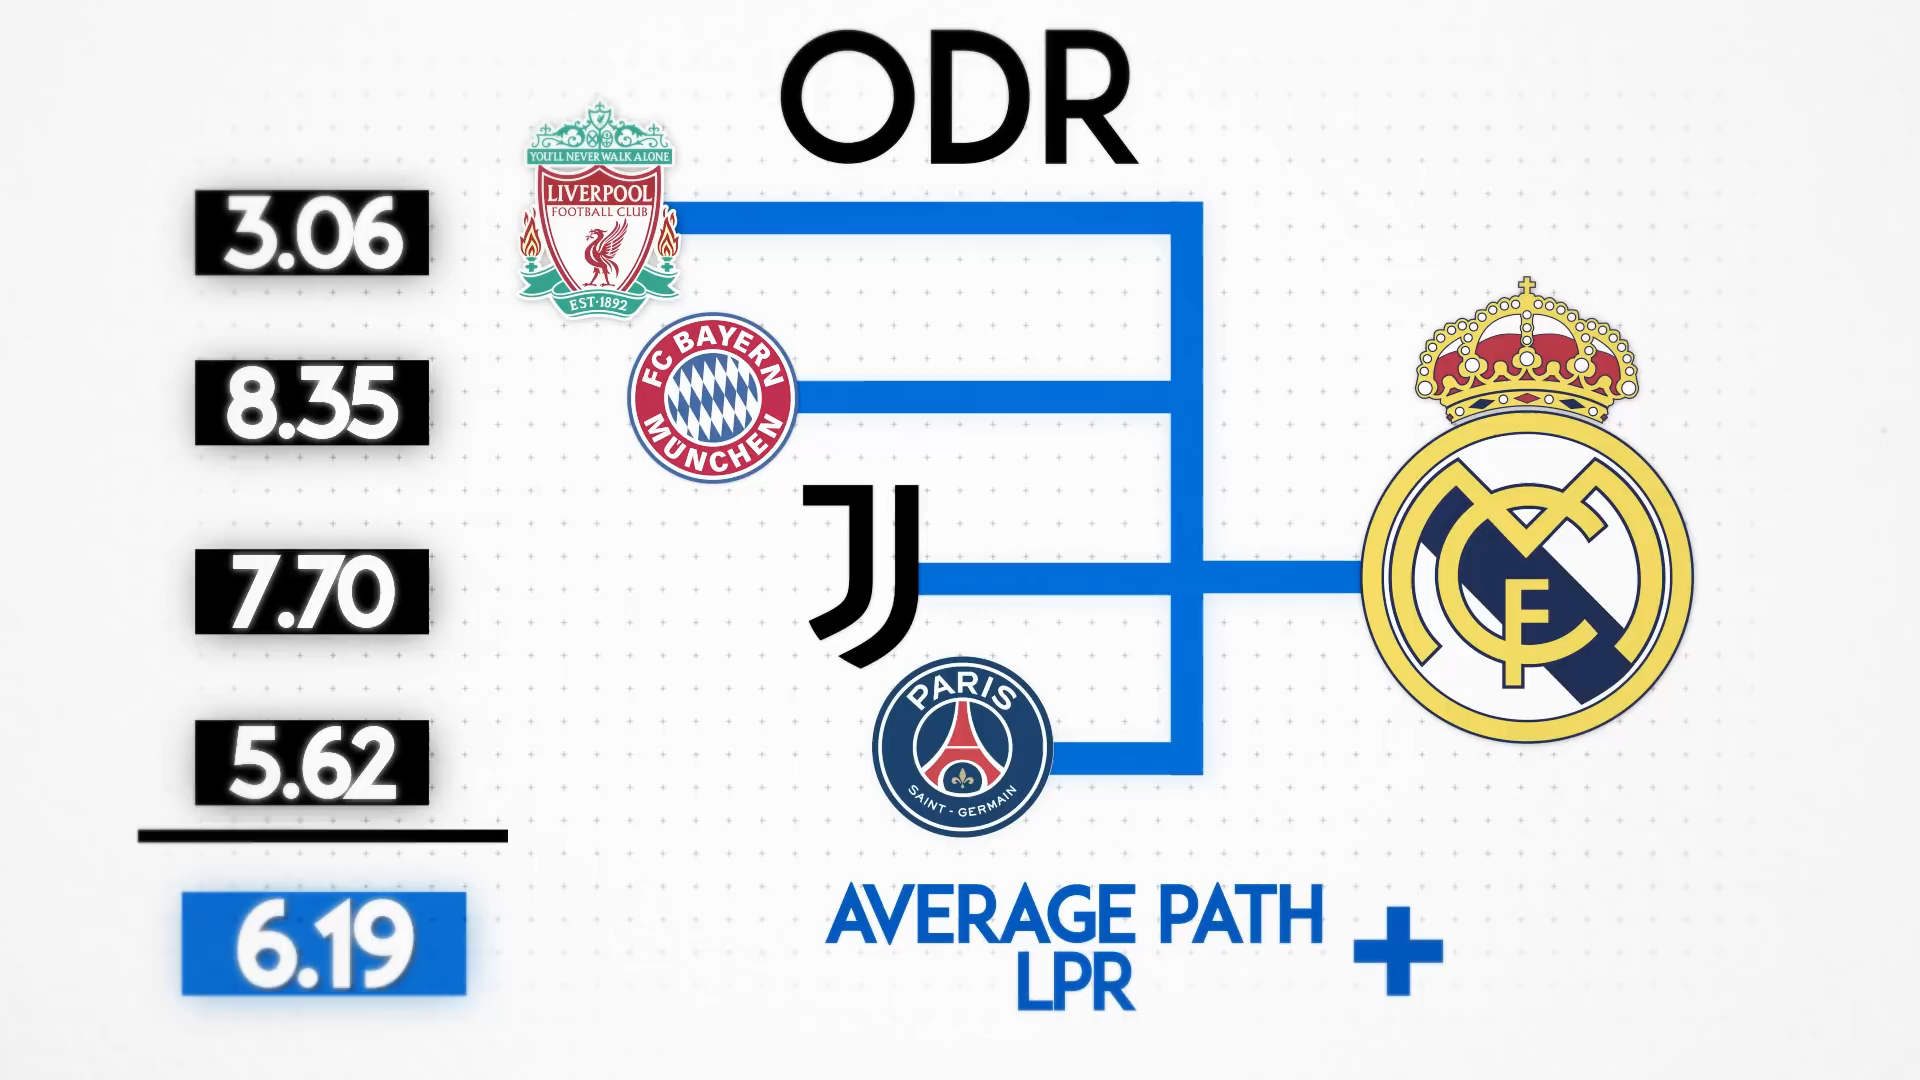 ODR
3.06
YOU'LL NEVER WALK ALONE
LIVERPOOL
FOOTBALL CLUB
EST·1892
8.35
FC BAYERN
MÜNCHEN
7.70
5.62
PARIS
SAINT - GERMAIN
6.19
AVERAGE PATH +
LPR